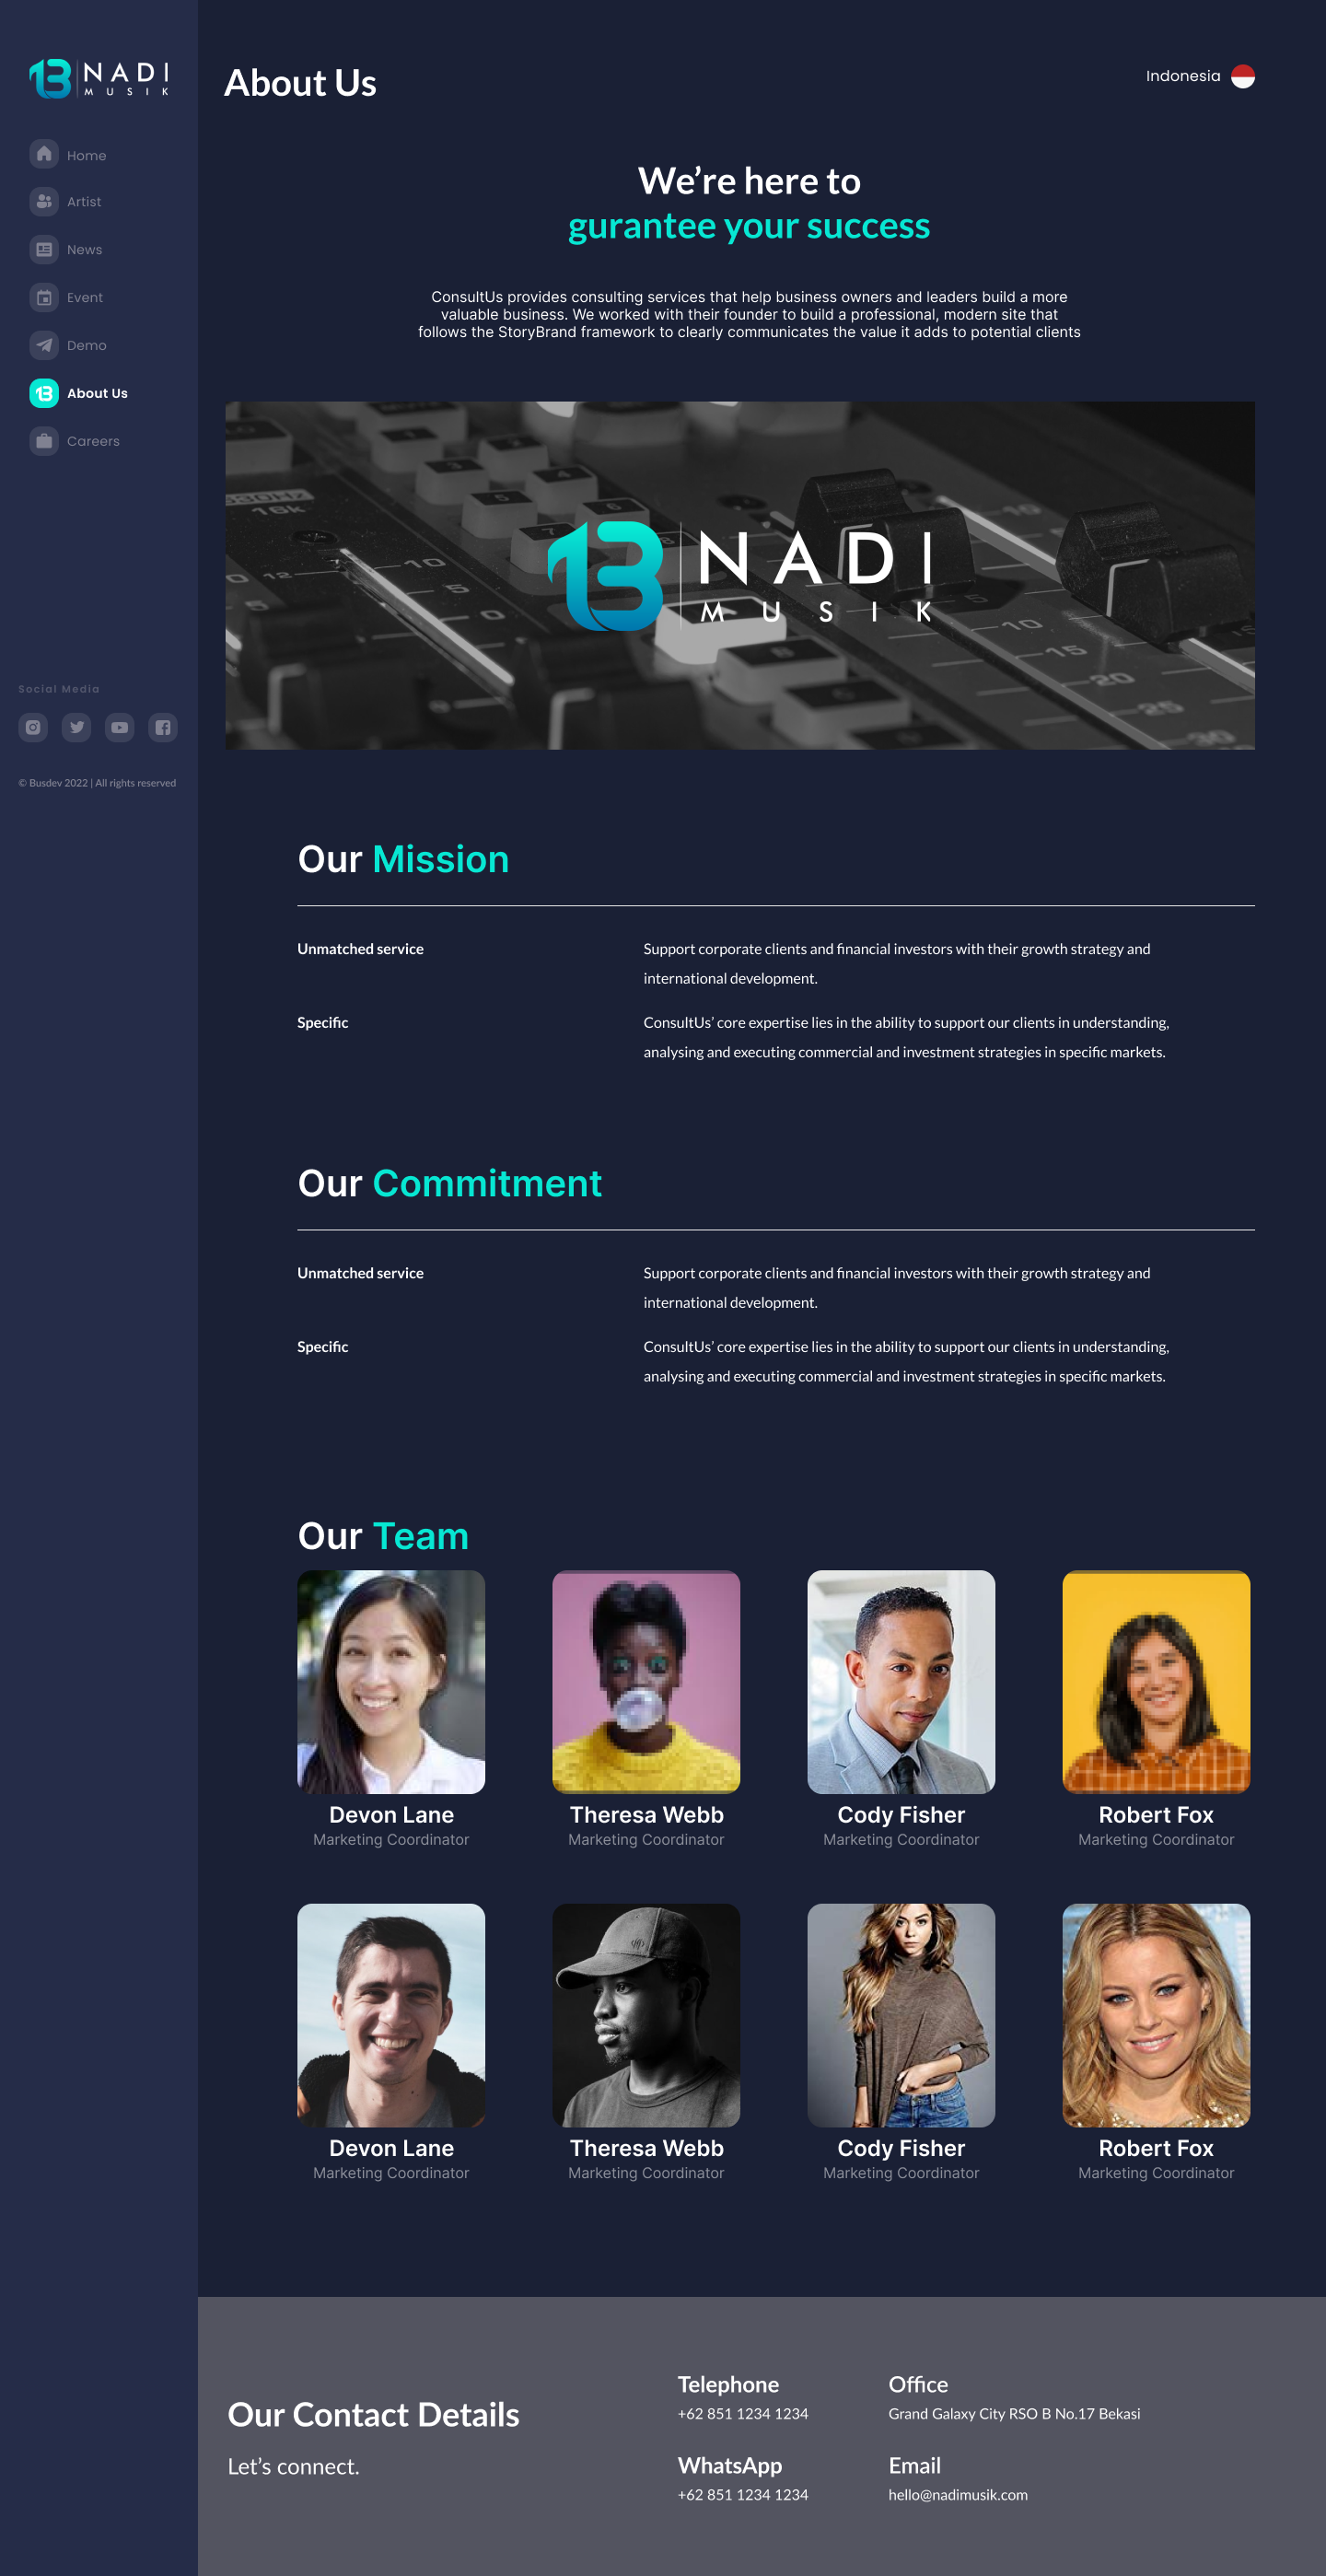 NADI
MUSIK
Home
Artist
News
Event
Demo
About Us
Careers
Social Media
© Busdev 2022 | All rights reserved
About Us
Indonesia
We’re here to
gurantee your success
ConsultUs provides consulting services that help business owners and leaders build a more
valuable business. We worked with their founder to build a professional, modern site that
follows the StoryBrand framework to clearly communicates the value it adds to potential clients
NADI
MUSIK
Our Mission
Unmatched service
Support corporate clients and financial investors with their growth strategy and
international development.
Specific
ConsultUs’ core expertise lies in the ability to support our clients in understanding,
analysing and executing commercial and investment strategies in specific markets.
Our Commitment
Unmatched service
Support corporate clients and financial investors with their growth strategy and
international development.
Specific
ConsultUs’ core expertise lies in the ability to support our clients in understanding,
analysing and executing commercial and investment strategies in specific markets.
Our Team
Devon Lane
Marketing Coordinator
Theresa Webb
Marketing Coordinator
Cody Fisher
Marketing Coordinator
Robert Fox
Marketing Coordinator
Devon Lane
Marketing Coordinator
Theresa Webb
Marketing Coordinator
Cody Fisher
Marketing Coordinator
Robert Fox
Marketing Coordinator
Our Contact Details
Let’s connect.
Telephone
+62 851 1234 1234
WhatsApp
+62 851 1234 1234
Office
Grand Galaxy City RSO B No.17 Bekasi
Email
hello@nadimusik.com